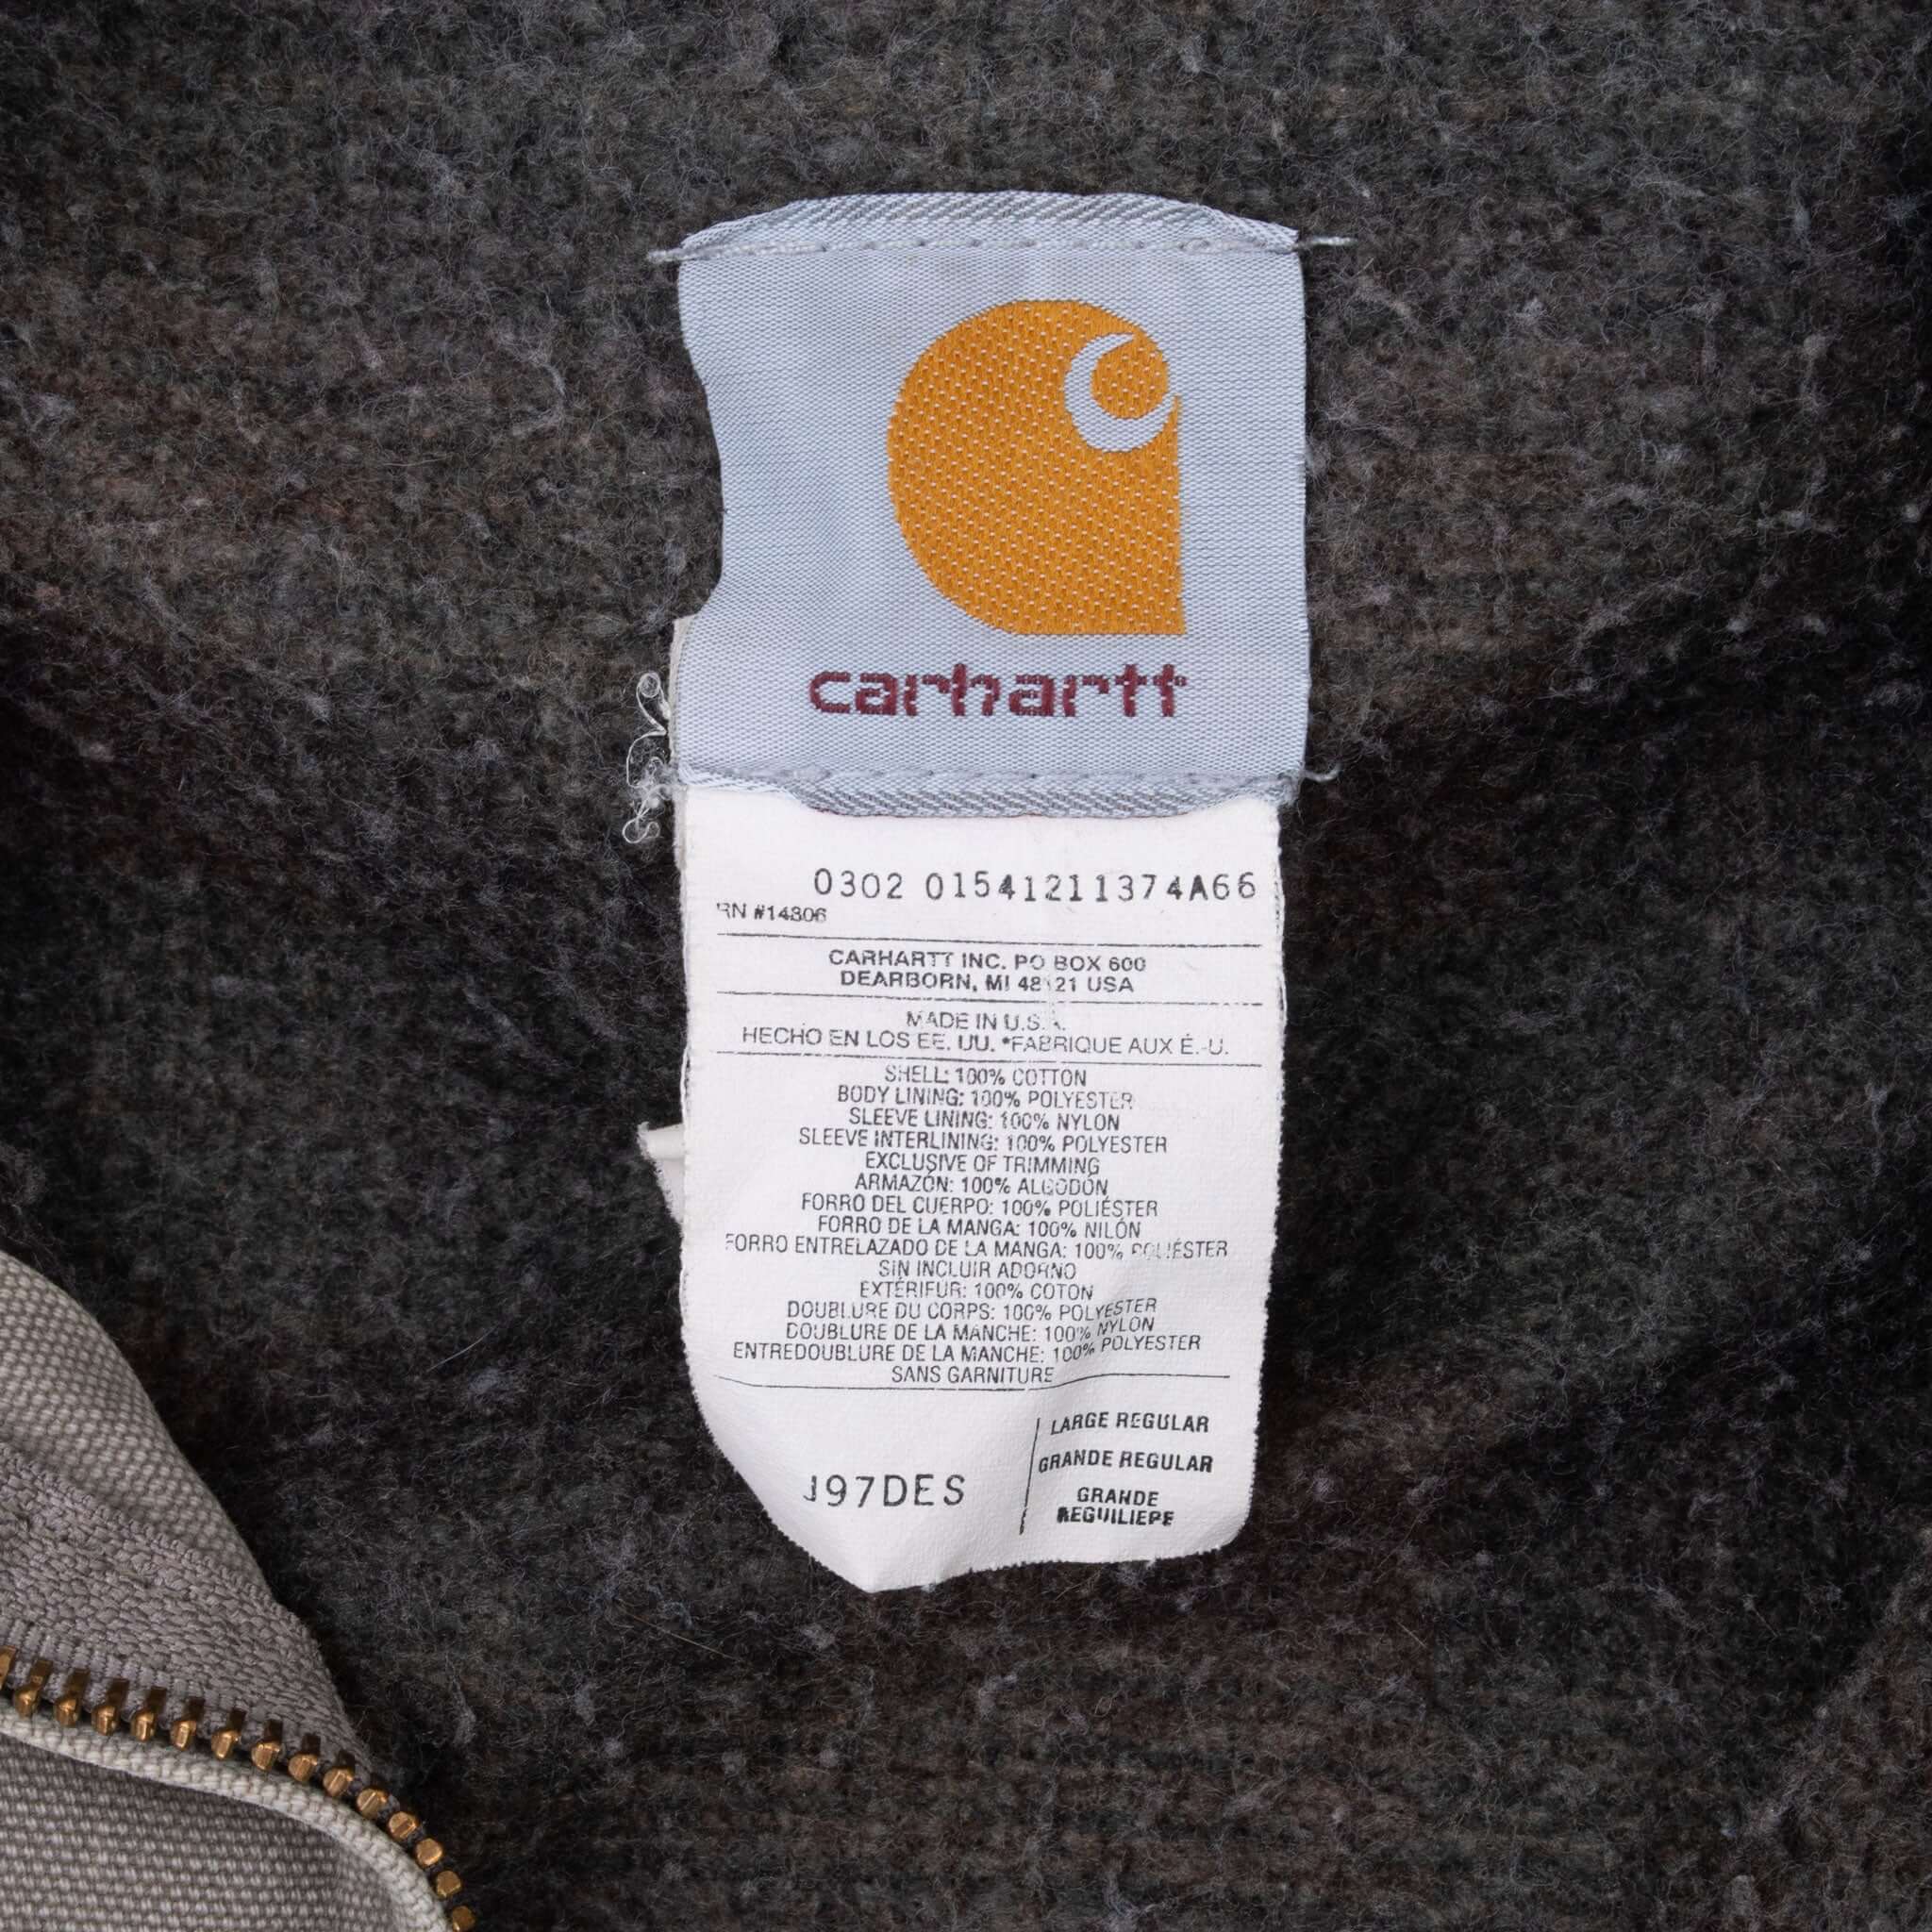 carhartt
0302 01541211374A66
RN #14806
CARHARTT INC. PO BOX 600
DEARBORN, MI 48121 USA
MADE IN U.S.A.
HECHO EN LOS EE. UU. *FABRIQUE AUX É.-U.
SHELL: 100% COTTON
BODY LINING: 100% POLYESTER
SLEEVE LINING: 100% NYLON
SLEEVE INTERLINING: 100% POLYESTER
EXCLUSIVE OF TRIMMING
ARMAZÓN: 100% ALGODÓN
FORRO DEL CUERPO: 100% POLIÉSTER
FORRO DE LA MANGA: 100% NILÓN
FORRO ENTRELAZADO DE LA MANGA: 100% POLIÉSTER
SIN INCLUIR ADORNO
EXTÉRIEUR: 100% COTON
DOUBLURE DU CORPS: 100% POLYESTER
DOUBLURE DE LA MANCHE: 100% NYLON
ENTREDOUBLURE DE LA MANCHE: 100% POLYESTER
SANS GARNITURE
J97DES
LARGE REGULAR
GRANDE REGULAR
GRANDE
REGUILIERE